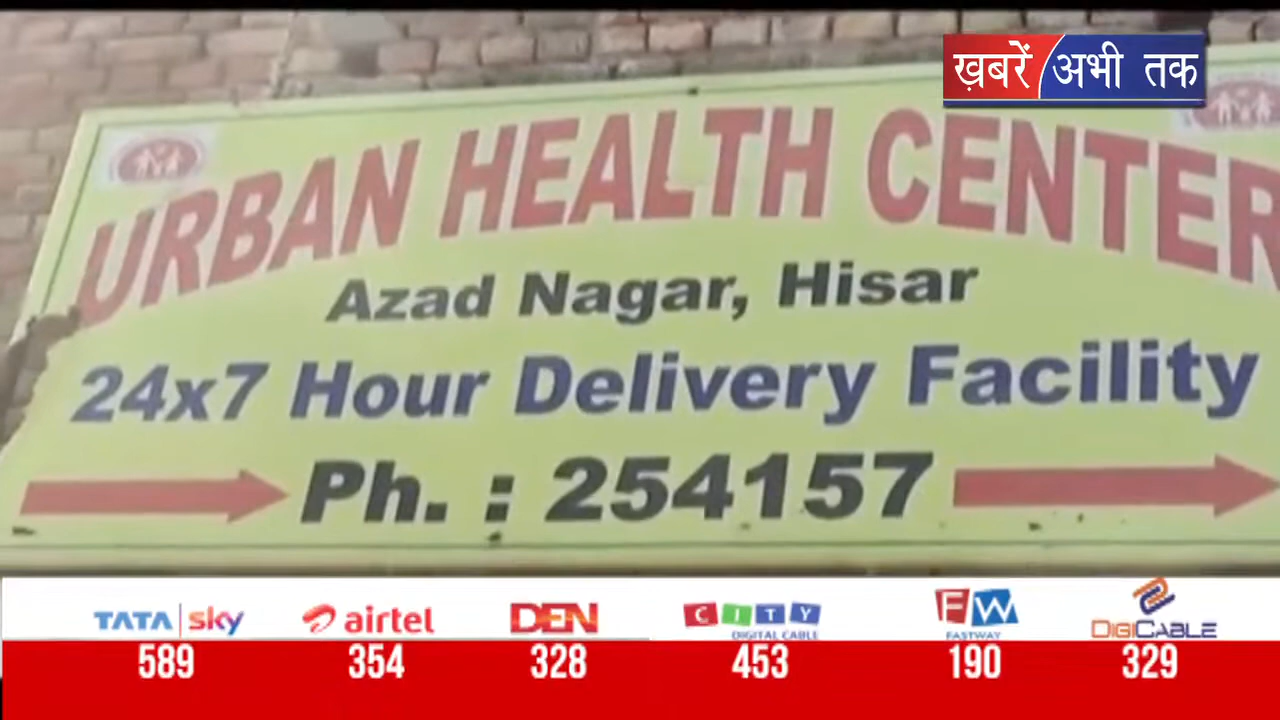 ख़बरें अभी तक
URBAN HEALTH CENTER
Azad Nagar, Hisar
24x7 Hour Delivery Facility
Ph. : 254157
TATA sky airtel DEN CITY DIGITAL CABLE FW FASTWAY DIGICABLE
589 354 328 453 190 329